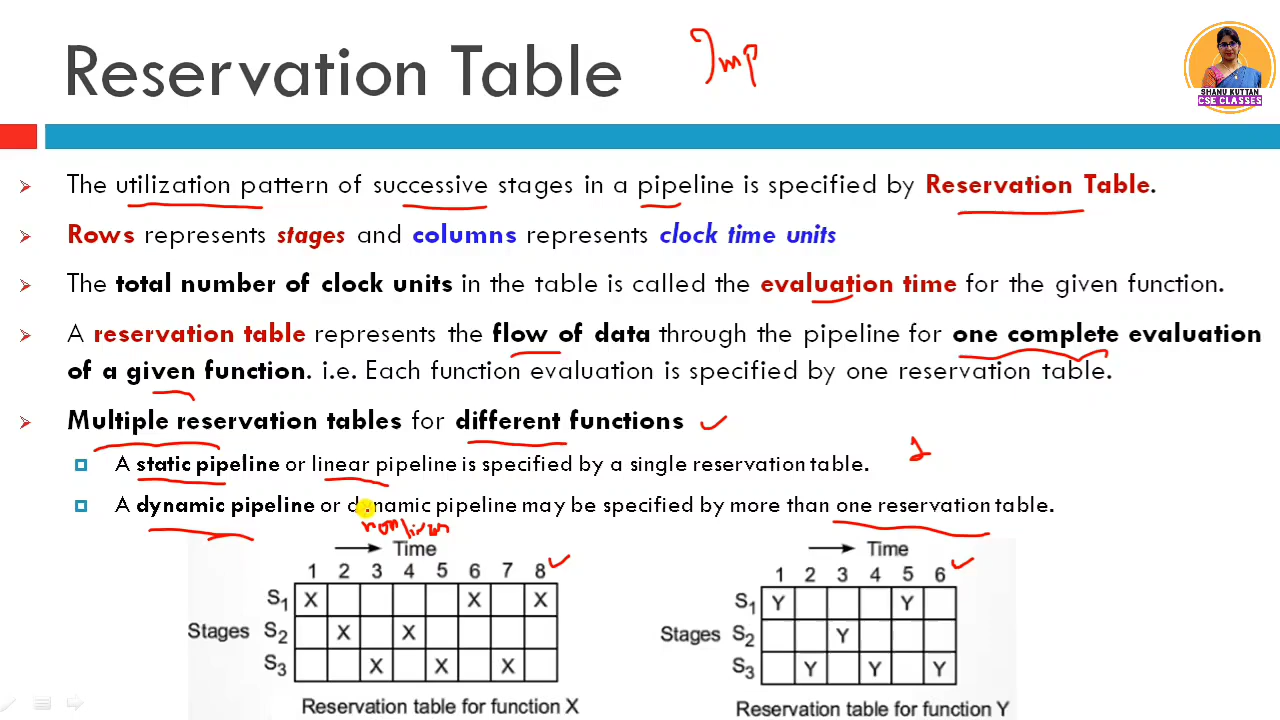 Reservation Table
Imp
SHANU KUTTAN
CSE CLASSES
The utilization pattern of successive stages in a pipeline is specified by Reservation Table.
Rows represents stages and columns represents clock time units
The total number of clock units in the table is called the evaluation time for the given function.
A reservation table represents the flow of data through the pipeline for one complete evaluation
of a given function. i.e. Each function evaluation is specified by one reservation table.
Multiple reservation tables for different functions
A static pipeline or linear pipeline is specified by a single reservation table.
1
A dynamic pipeline or dynamic pipeline may be specified by more than one reservation table.
nonlinear
Time
1 2 3 4 5 6 7 8
S1 X X X
Stages S2 X X
S3 X X X
Reservation table for function X
Time
1 2 3 4 5 6
S1 Y Y
Stages S2 Y
S3 Y Y Y
Reservation table for function Y